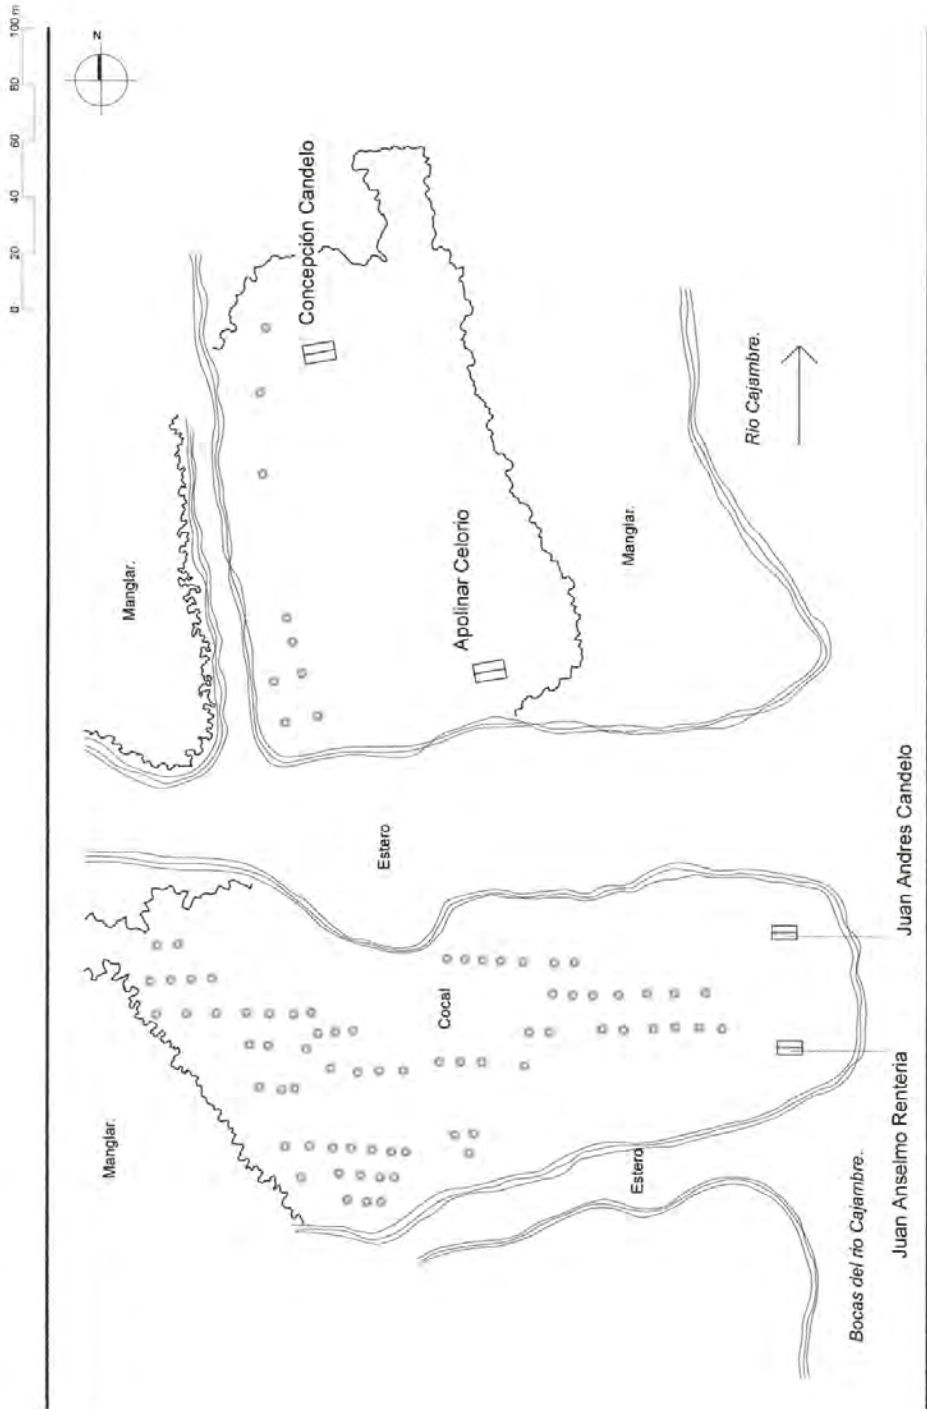 0 20 40 60 80 100 m
N
Concepción Candelo
Manglar.
Apolinar Celorio
Manglar.
Río Cajambre.
Estero
Juan Andres Candelo
Cocal
Manglar.
Estero
Bocas del río Cajambre.
Juan Anselmo Renteria